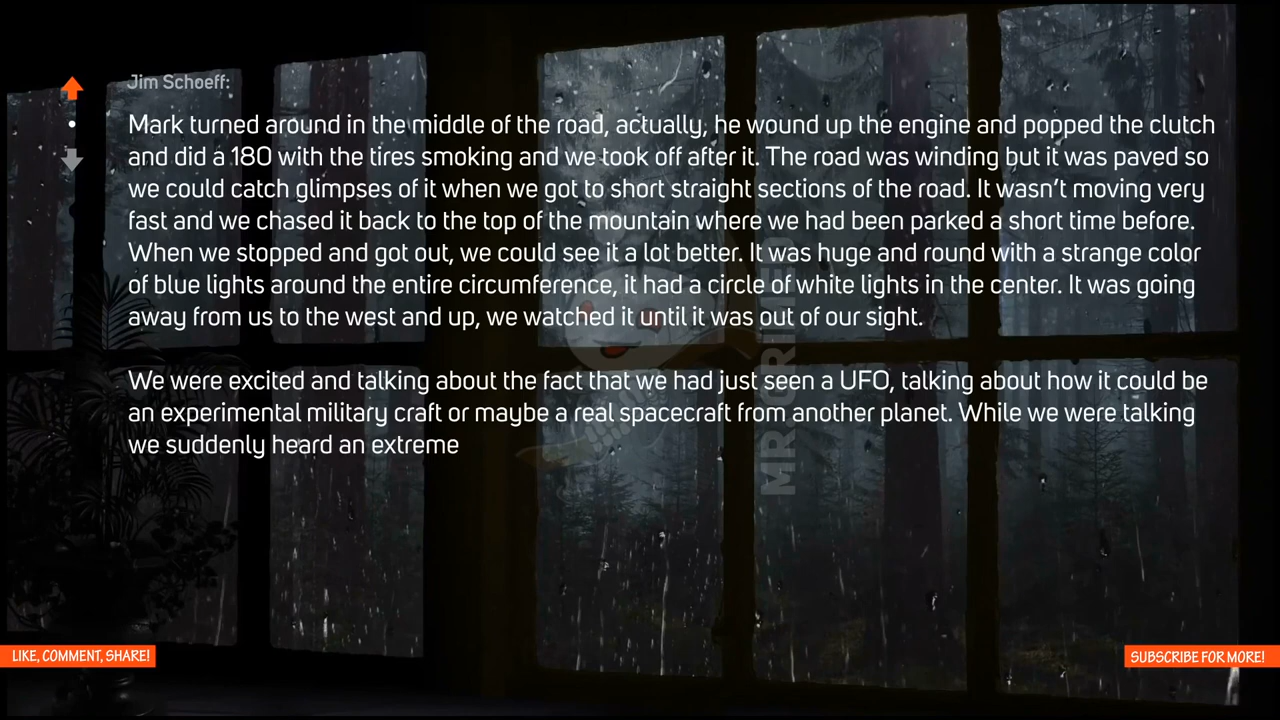 Jim Schoeff:
Mark turned around in the middle of the road, actually, he wound up the engine and popped the clutch
and did a 180 with the tires smoking and we took off after it. The road was winding but it was paved so
we could catch glimpses of it when we got to short straight sections of the road. It wasn't moving very
fast and we chased it back to the top of the mountain where we had been parked a short time before.
When we stopped and got out, we could see it a lot better. It was huge and round with a strange color
of blue lights around the entire circumference, it had a circle of white lights in the center. It was going
away from us to the west and up, we watched it until it was out of our sight.
We were excited and talking about the fact that we had just seen a UFO, talking about how it could be
an experimental military craft or maybe a real spacecraft from another planet. While we were talking
we suddenly heard an extreme
MR. GRIMES
LIKE, COMMENT, SHARE!
SUBSCRIBE FOR MORE!